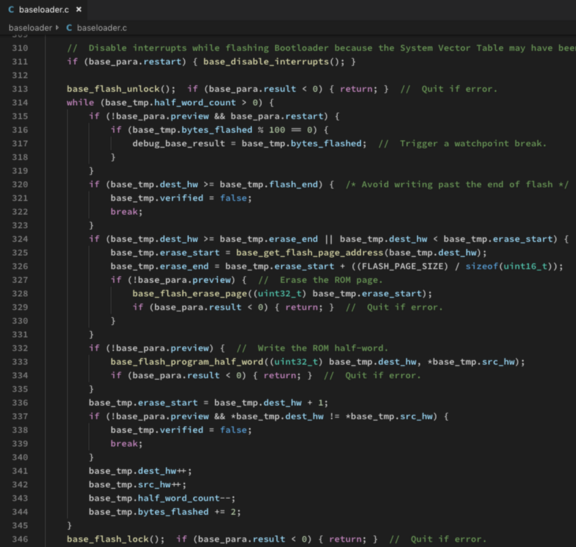 baseloader.c ×
baseloader ▸ baseloader.c
310 // Disable interrupts while flashing Bootloader because the System Vector Table may have been
311 if (base_para.restart) { base_disable_interrupts(); }
312
313 base_flash_unlock(); if (base_para.result < 0) { return; } // Quit if error.
314 while (base_tmp.half_word_count > 0) {
315 if (!base_para.preview && base_para.restart) {
316 if (base_tmp.bytes_flashed % 100 == 0) {
317 debug_base_result = base_tmp.bytes_flashed; // Trigger a watchpoint break.
318 }
319 }
320 if (base_tmp.dest_hw >= base_tmp.flash_end) { /* Avoid writing past the end of flash */
321 base_tmp.verified = false;
322 break;
323 }
324 if (base_tmp.dest_hw >= base_tmp.erase_end || base_tmp.dest_hw < base_tmp.erase_start) {
325 base_tmp.erase_start = base_get_flash_page_address(base_tmp.dest_hw);
326 base_tmp.erase_end = base_tmp.erase_start + ((FLASH_PAGE_SIZE) / sizeof(uint16_t));
327 if (!base_para.preview) { // Erase the ROM page.
328 base_flash_erase_page((uint32_t) base_tmp.erase_start);
329 if (base_para.result < 0) { return; } // Quit if error.
330 }
331 }
332 if (!base_para.preview) { // Write the ROM half-word.
333 base_flash_program_half_word((uint32_t) base_tmp.dest_hw, *base_tmp.src_hw);
334 if (base_para.result < 0) { return; } // Quit if error.
335 }
336 base_tmp.erase_start = base_tmp.dest_hw + 1;
337 if (!base_para.preview && *base_tmp.dest_hw != *base_tmp.src_hw) {
338 base_tmp.verified = false;
339 break;
340 }
341 base_tmp.dest_hw++;
342 base_tmp.src_hw++;
343 base_tmp.half_word_count--;
344 base_tmp.bytes_flashed += 2;
345 }
346 base_flash_lock(); if (base_para.result < 0) { return; } // Quit if error.